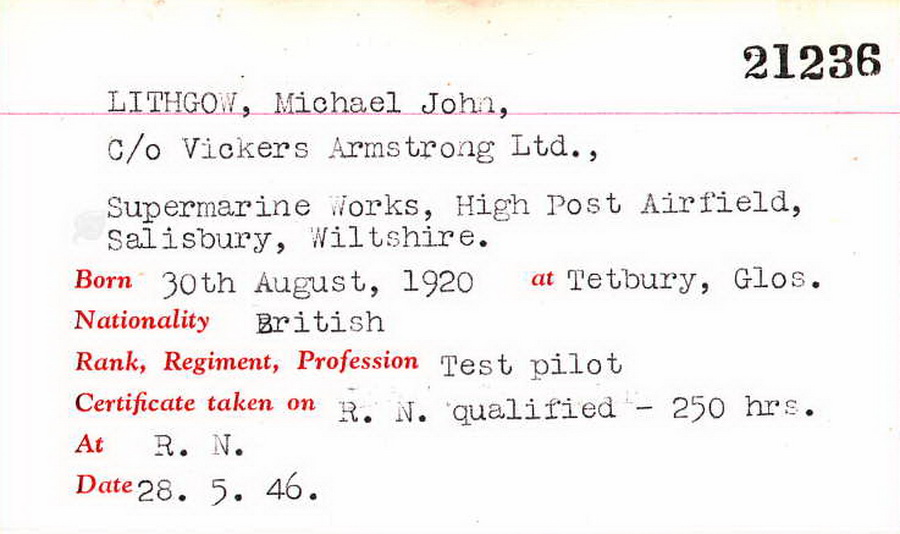 21236
LITHGOW, Michael John,
C/o Vickers Armstrong Ltd.,
Supermarine Works, High Post Airfield,
Salisbury, Wiltshire.
Born 30th August, 1920 at Tetbury, Glos.
Nationality British
Rank, Regiment, Profession Test pilot
Certificate taken on R. N. qualified - 250 hrs.
At R. N.
Date 28. 5. 46.